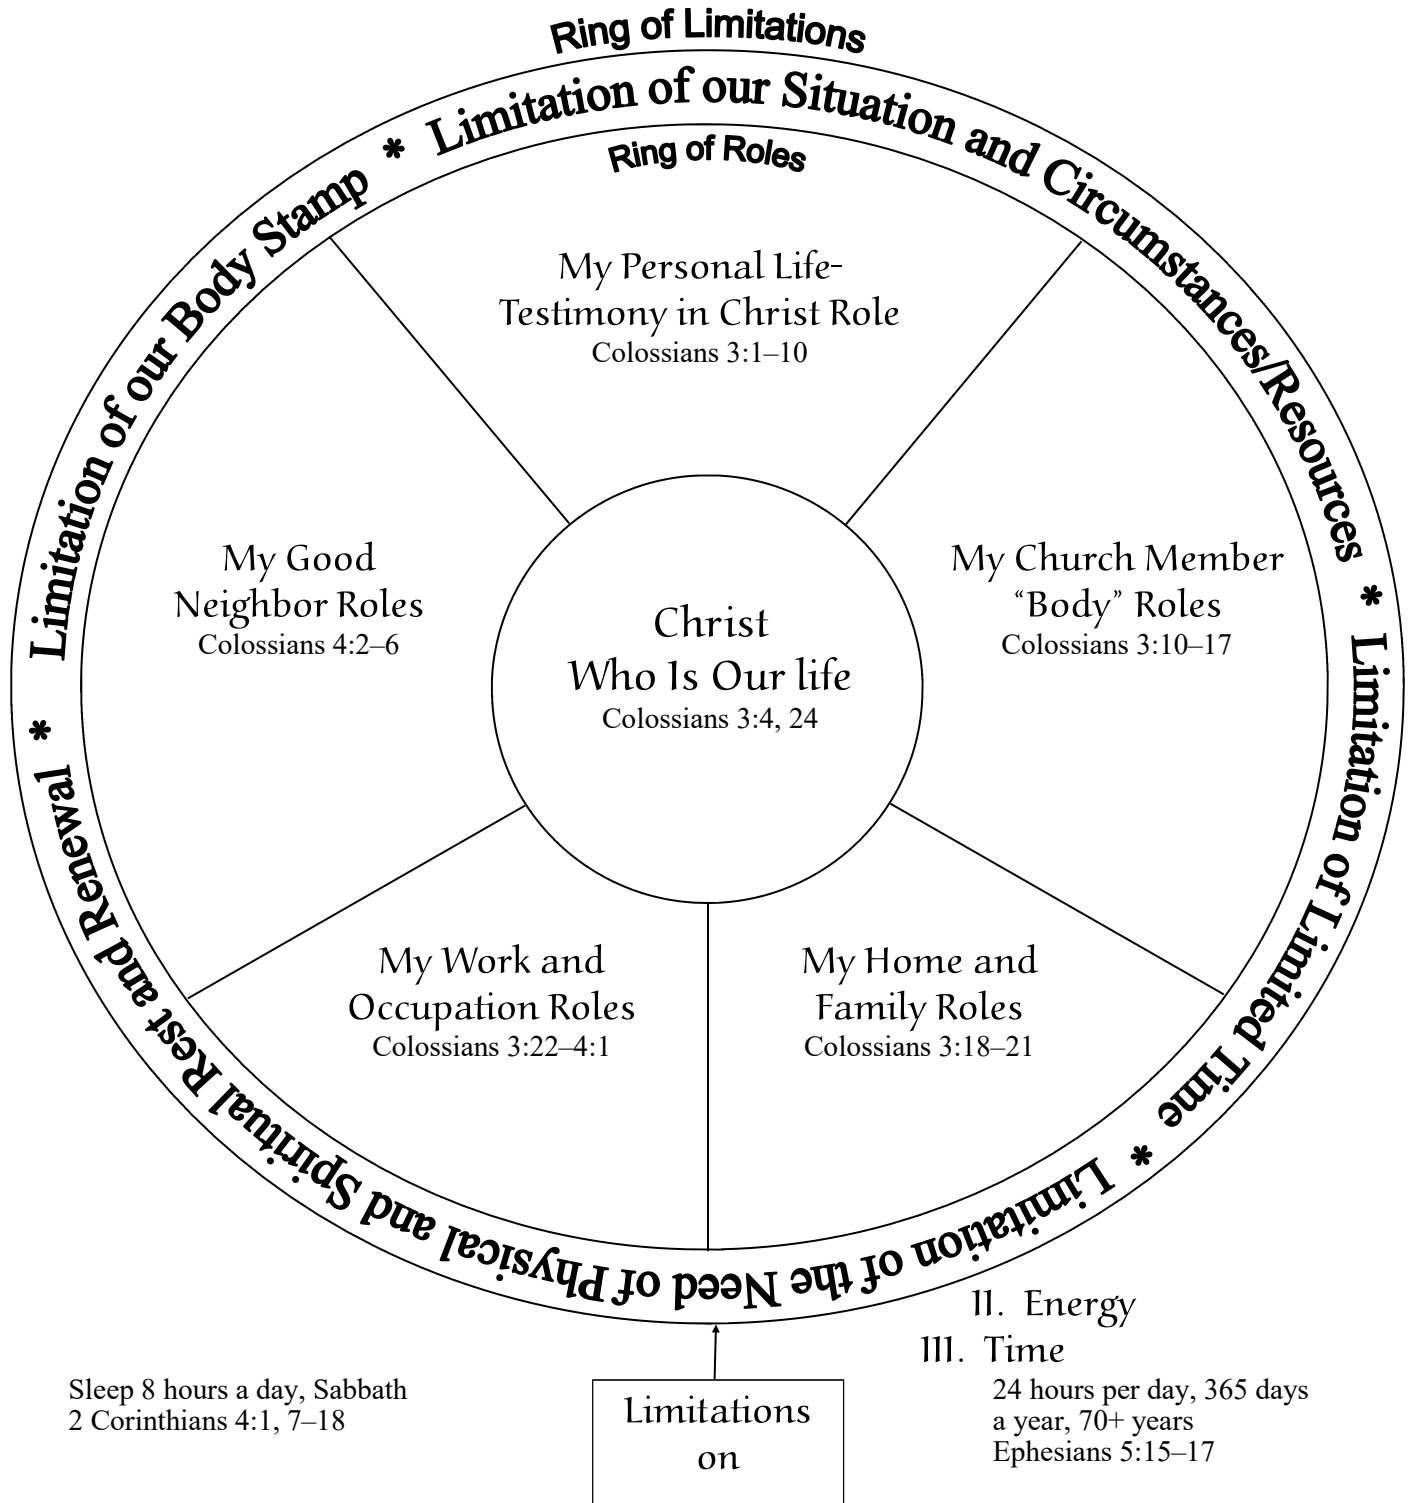 Ring of Limitations
Limitation of our Body Stamp * Limitation of our Situation and Circumstances/Resources * Limitation of Limited Time * Limitation of the Need of Physical and Spiritual Rest and Renewal *
Ring of Roles
My Personal Life-
Testimony in Christ Role
Colossians 3:1–10
My Good
Neighbor Roles
Colossians 4:2–6
My Church Member
“Body” Roles
Colossians 3:10–17
Christ
Who Is Our life
Colossians 3:4, 24
My Work and
Occupation Roles
Colossians 3:22–4:1
My Home and
Family Roles
Colossians 3:18–21
II. Energy
III. Time
24 hours per day, 365 days
a year, 70+ years
Ephesians 5:15–17
Sleep 8 hours a day, Sabbath
2 Corinthians 4:1, 7–18
Limitations
on